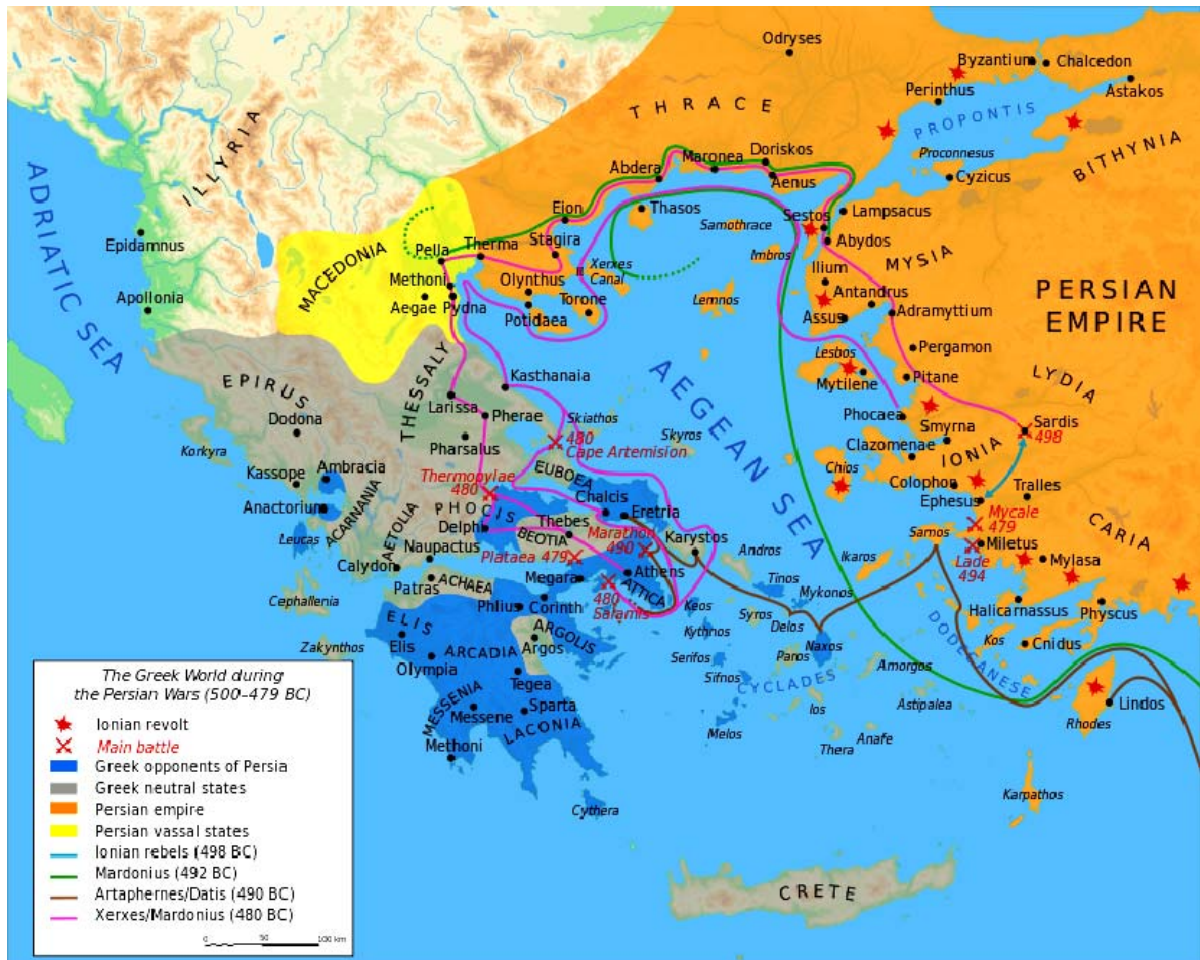 Odryses
Byzantium
Chalcedon
Perinthus
Astakos
THRACE
PROPONTIS
BITHYNIA
ILLYRIA
ADRIATIC SEA
Doriskos
Maronea
Abdera
Aenus
Proconnesus
Cyzicus
Eion
Thasos
Samothrace
Sestos
Lampsacus
Epidamnus
Stagira
Pella
Therma
Abydos
Imbros
MYSIA
MACEDONIA
Methoni
Xerxes
Canal
Ilium
PERSIAN
EMPIRE
Apollonia
Aegae
Pydna
Olynthus
Torone
Lemnos
Antandrus
Potidaea
Assus
Adramyttium
EPIRUS
THESSALY
Kasthanaia
AEGEAN SEA
Lesbos
Pergamon
Mytilene
Pitane
LYDIA
Dodona
Larissa
Pherae
Skiathos
Phocaea
Smyrna
Sardis
498
Korkyra
Pharsalus
480
Cape Artemision
Skyros
Clazomenae
IONIA
Kassope
Ambracia
Thermopylae
480
EUBOEA
Chios
Colophon
Tralles
Anactorium
ACARNANIA
PHOCIS
Chalcis
Eretria
Ephesus
Mycale
479
Leucas
AETOLIA
Delphi
Thebes
Marathon
490
CARIA
BEOTIA
Karystos
Samos
Miletus
Naupactus
Plataea 479
Andros
Ikaros
Lade
494
Mylasa
Calydon
Athens
Patras
ACHAEA
Megara
ATTICA
Tinos
Mykonos
Cephallenia
480
Salamis
Keos
Syros
Delos
Halicarnassus
Physcus
Phlius
Corinth
ELIS
ARGOLIS
Kythnos
Kos
Zakynthos
Elis
Argos
Naxos
DODECANESE
Cnidus
Olympia
ARCADIA
Serifos
Paros
Amorgos
Tegea
Sifnos
CYCLADES
MESSENIA
Messene
Sparta
Ios
Astipalea
Rhodes
Lindos
LACONIA
Melos
Anafe
Methoni
Thera
Cythera
Karpathos
CRETE
The Greek World during
the Persian Wars (500–479 BC)
Ionian revolt
Main battle
Greek opponents of Persia
Greek neutral states
Persian empire
Persian vassal states
Ionian rebels (498 BC)
Mardonius (492 BC)
Artaphernes/Datis (490 BC)
Xerxes/Mardonius (480 BC)
0 50 100 km